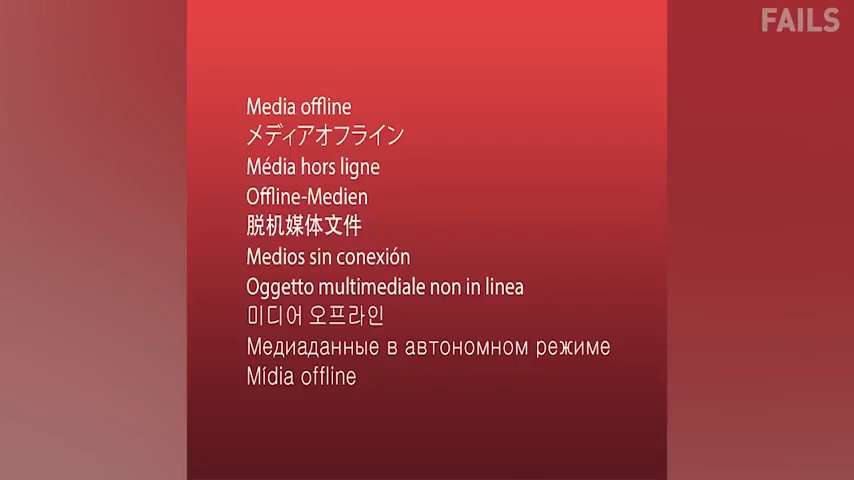 FAILS
Media offline
メディアオフライン
Média hors ligne
Offline-Medien
脱机媒体文件
Medios sin conexión
Oggetto multimediale non in linea
미디어 오프라인
Медиаданные в автономном режиме
Mídia offline